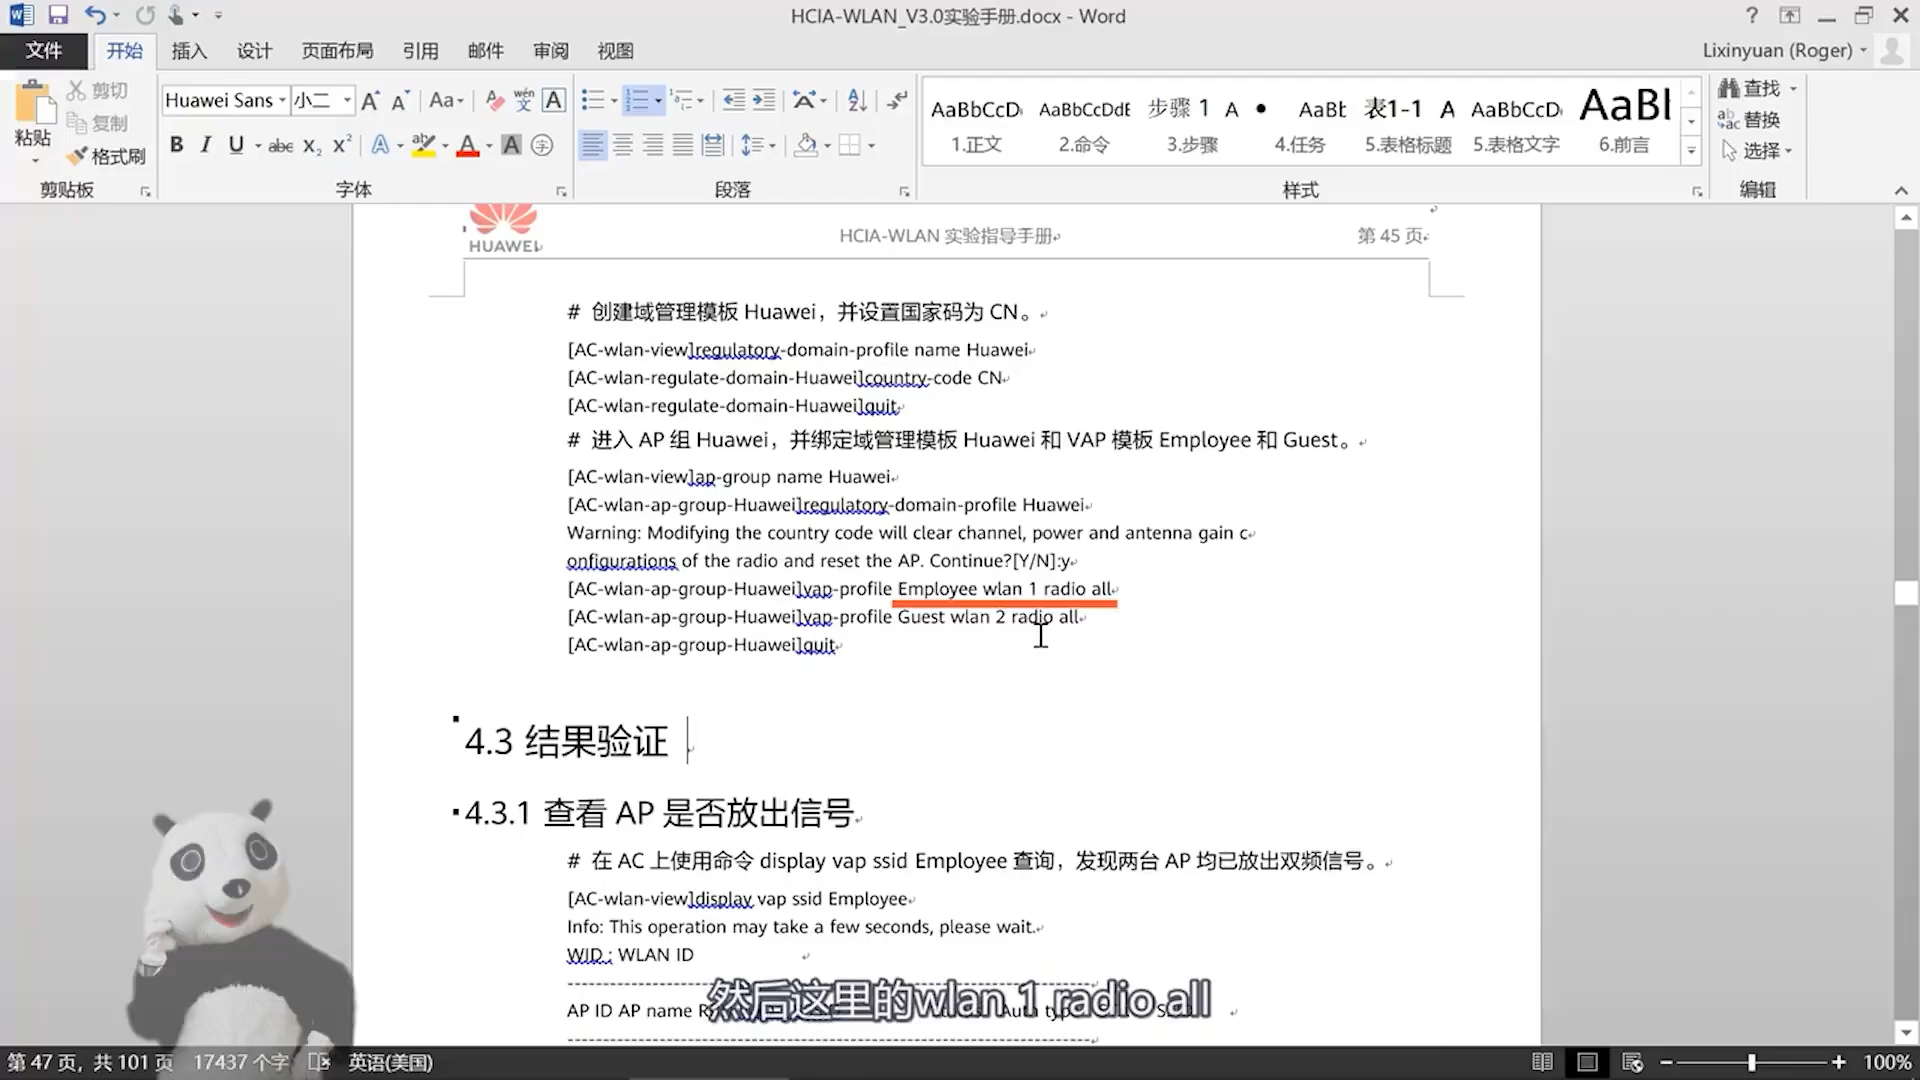 HCIA-WLAN_V3.0实验手册.docx - Word
文件 开始 插入 设计 页面布局 引用 邮件 审阅 视图
Lixinyuan (Roger)
粘贴 剪切 复制 格式刷
Huawei Sans 小二
AaBbCcD AaBbCcDdE 步骤 1 A ● AaBb 表1-1 A AaBbCcD AaBl
1.正文 2.命令 3.步骤 4.任务 5.表格标题 5.表格文字 6.前言
查找 替换 选择
剪贴板 字体 段落 样式 编辑
HUAWEI HCIA-WLAN 实验指导手册 第 45 页
# 创建域管理模板 Huawei，并设置国家码为 CN。
[AC-wlan-view]regulatory-domain-profile name Huawei
[AC-wlan-regulate-domain-Huawei]country-code CN
[AC-wlan-regulate-domain-Huawei]quit
# 进入 AP 组 Huawei，并绑定域管理模板 Huawei 和 VAP 模板 Employee 和 Guest。
[AC-wlan-view]ap-group name Huawei
[AC-wlan-ap-group-Huawei]regulatory-domain-profile Huawei
Warning: Modifying the country code will clear channel, power and antenna gain c
onfigurations of the radio and reset the AP. Continue?[Y/N]:y
[AC-wlan-ap-group-Huawei]vap-profile Employee wlan 1 radio all
[AC-wlan-ap-group-Huawei]vap-profile Guest wlan 2 radio all
[AC-wlan-ap-group-Huawei]quit
4.3 结果验证
4.3.1 查看 AP 是否放出信号
# 在 AC 上使用命令 display vap ssid Employee 查询，发现两台 AP 均已放出双频信号。
[AC-wlan-view]display vap ssid Employee
Info: This operation may take a few seconds, please wait.
WID : WLAN ID
AP ID AP name
然后这里的wlan 1 radio all
第 47 页，共 101 页 17437 个字 英语(美国) 100%